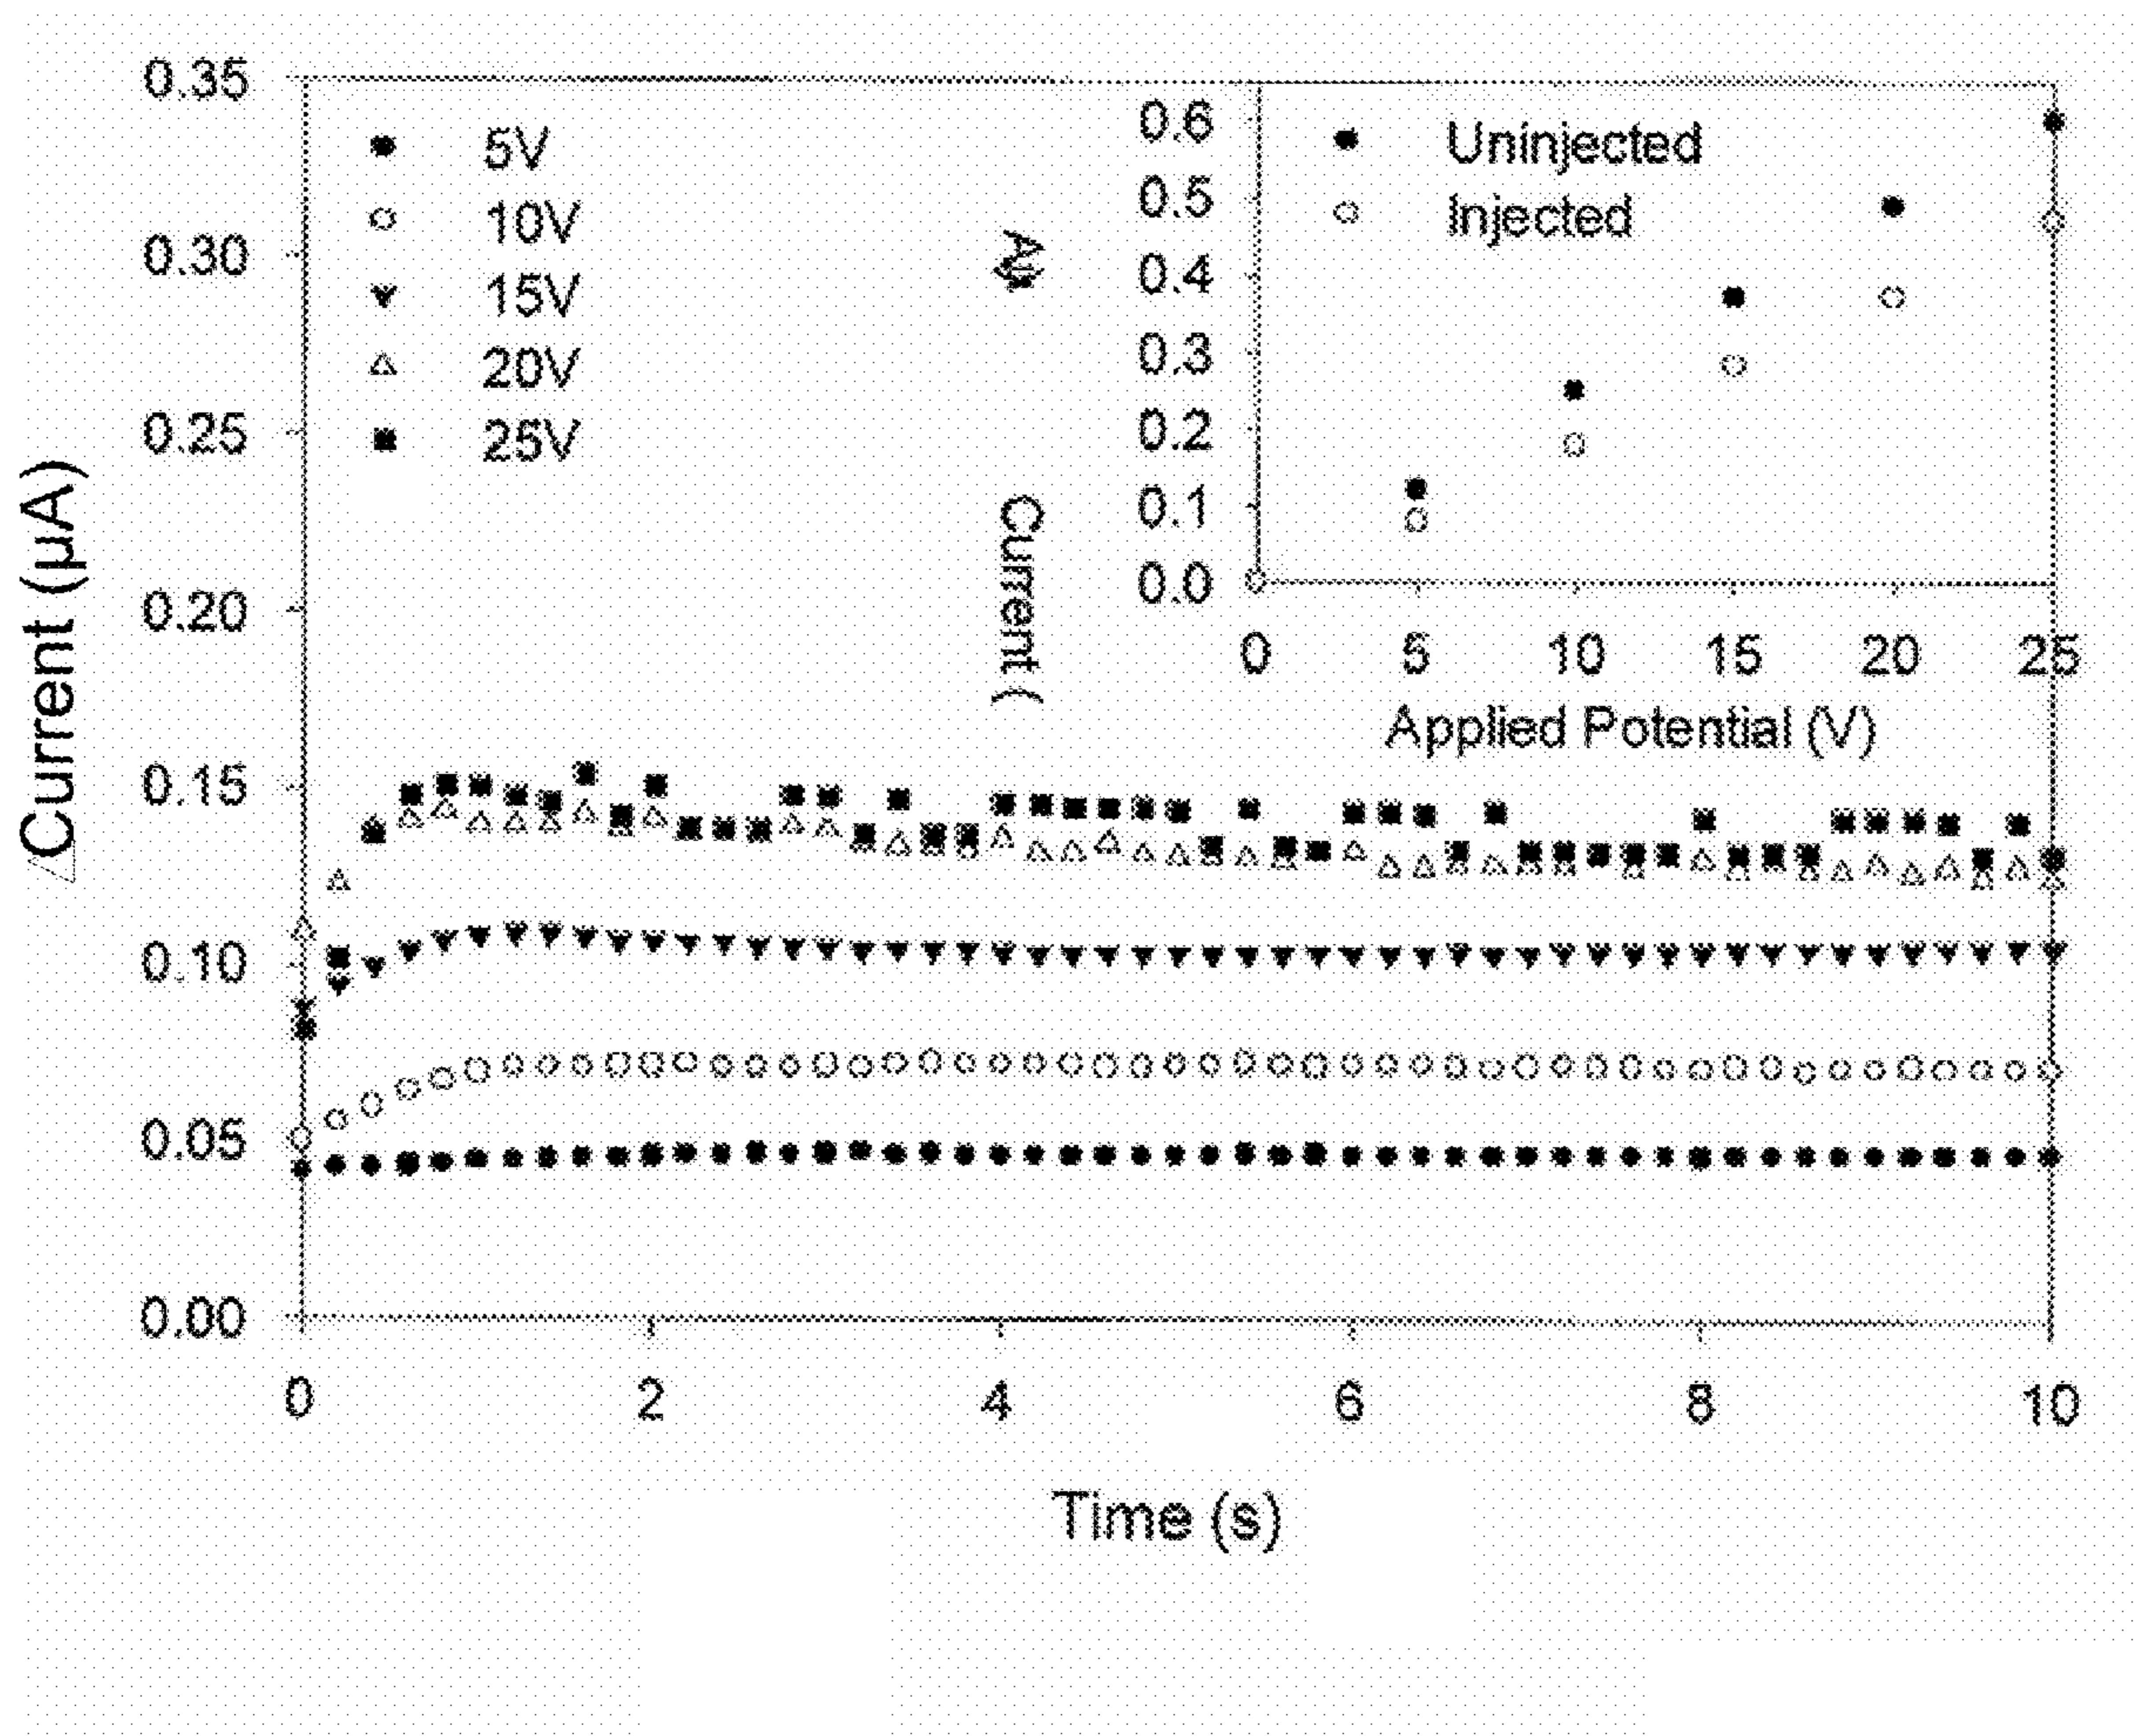 0.35
0.30
0.25
0.20
0.15
0.10
0.05
0.00
ΔCurrent (µA)
5V
10V
15V
20V
25V
0
2
4
6
8
10
Time (s)
0.6
0.5
0.4
0.3
0.2
0.1
0.0
Current (
A)
Uninjected
Injected
0
5
10
15
20
25
Applied Potential (V)